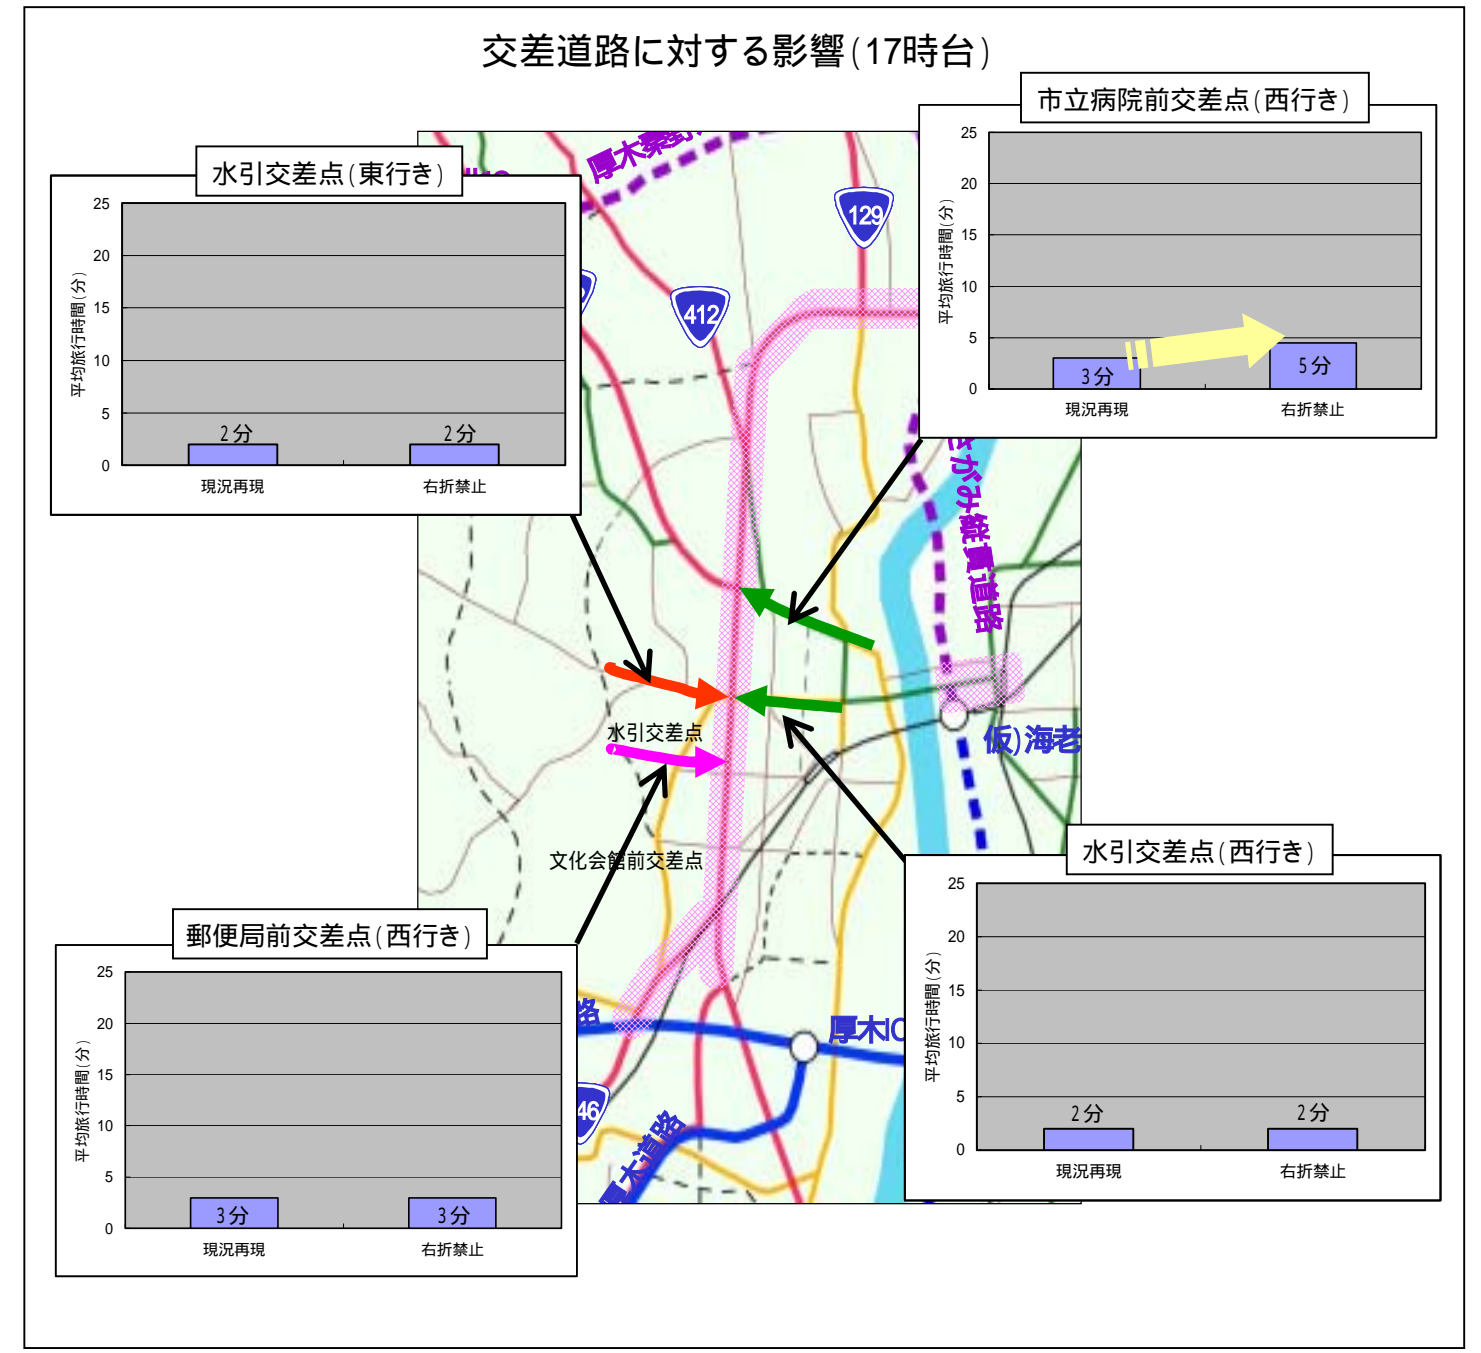 交差道路に対する影響(17時台)
市立病院前交差点(西行き)
25
20
15
10
5
0
平均旅行時間(分)
3分
5分
現況再現
右折禁止
水引交差点(東行き)
25
20
15
10
5
0
平均旅行時間(分)
2分
2分
現況再現
右折禁止
129
412
さがみ縦貫道路
水引交差点
仮)海老
文化会館前交差点
水引交差点(西行き)
25
20
15
10
5
0
平均旅行時間(分)
2分
2分
現況再現
右折禁止
郵便局前交差点(西行き)
25
20
15
10
5
0
平均旅行時間(分)
3分
3分
現況再現
右折禁止
路
厚木IC
46
厚木道路